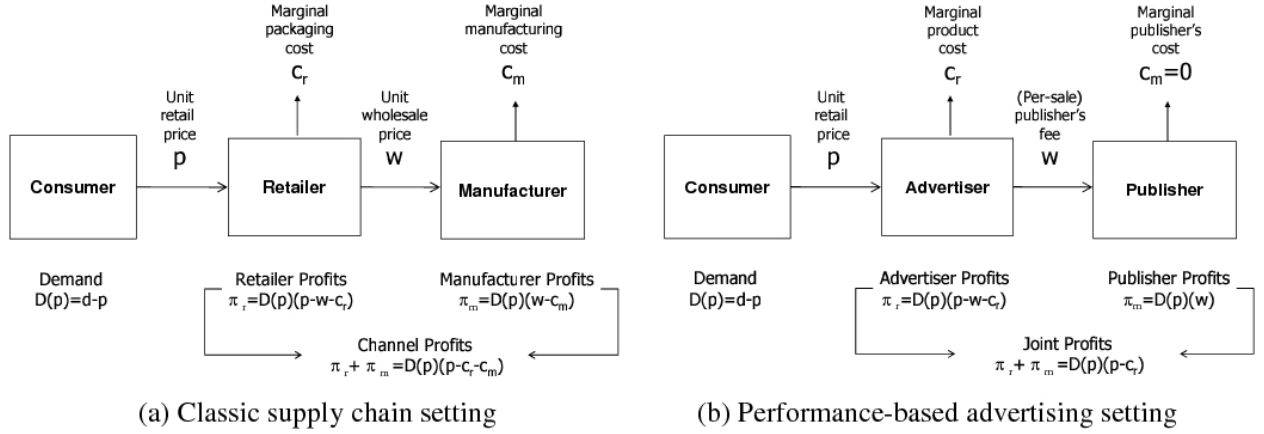 Marginal
packaging
cost
c_r
Marginal
manufacturing
cost
c_m
Unit
retail
price
p
Unit
wholesale
price
w
Consumer
Retailer
Manufacturer
Demand
D(p)=d-p
Retailer Profits
π_r=D(p)(p-w-c_r)
Manufacturer Profits
π_m=D(p)(w-c_m)
Channel Profits
π_r+ π_m=D(p)(p-c_r-c_m)
(a) Classic supply chain setting
Marginal
product
cost
c_r
Marginal
publisher's
cost
c_m=0
Unit
retail
price
p
(Per-sale)
publisher's
fee
w
Consumer
Advertiser
Publisher
Demand
D(p)=d-p
Advertiser Profits
π_r=D(p)(p-w-c_r)
Publisher Profits
π_m=D(p)(w)
Joint Profits
π_r+ π_m=D(p)(p-c_r)
(b) Performance-based advertising setting